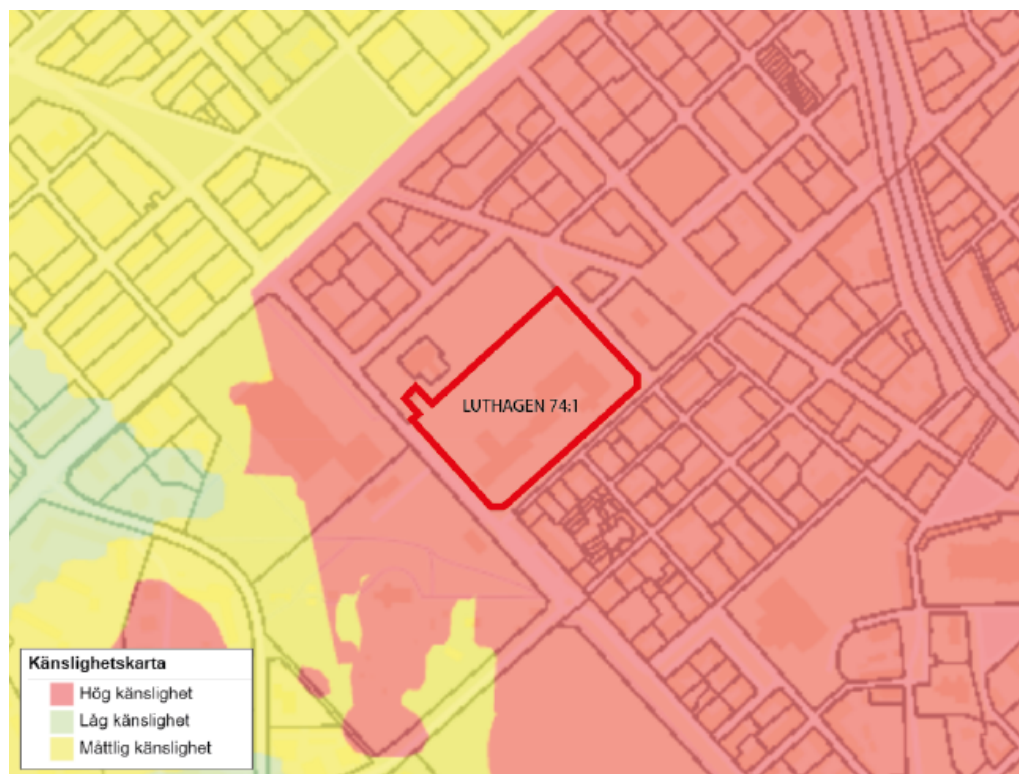 LUTHAGEN 74:1
Känslighetskarta
Hög känslighet
Låg känslighet
Måttlig känslighet